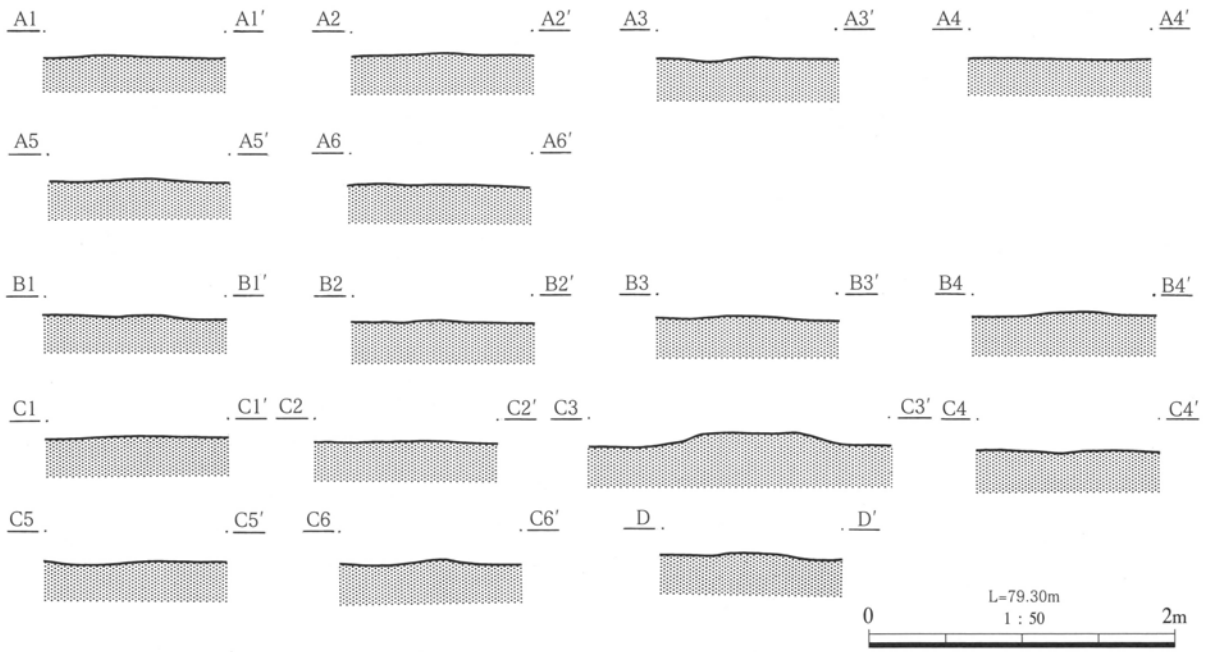 A1 A1′ A2 A2′ A3 A3′ A4 A4′
A5 A5′ A6 A6′
B1 B1′ B2 B2′ B3 B3′ B4 B4′
C1 C1′ C2 C2′ C3 C3′ C4 C4′
C5 C5′ C6 C6′ D D′
L=79.30m
0 1 : 50 2m